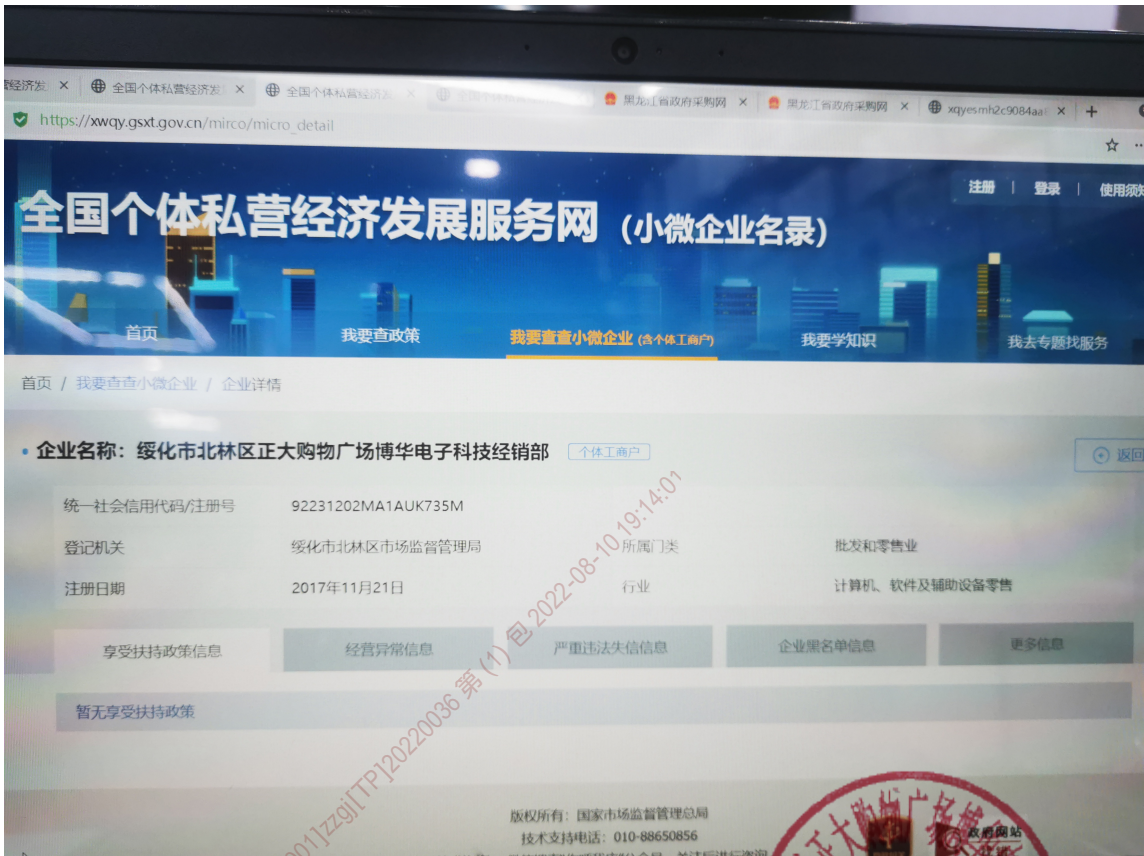 全国个体私营经济发 × 全国个体私营经济发 × 黑龙江省政府采购网 × 黑龙江省政府采购网 × xqyesmh2c9084aa × +
https://xwqy.gsxt.gov.cn/mirco/micro_detail
注册 | 登录 | 使用须知
全国个体私营经济发展服务网（小微企业名录）
首页 我要查政策 我要查查小微企业 (含个体工商户) 我要学知识 我去专题找服务
首页 / 我要查查小微企业 / 企业详情
• 企业名称：绥化市北林区正大购物广场博华电子科技经销部 个体工商户 返回
统一社会信用代码/注册号 92231202MA1AUK735M
登记机关 绥化市北林区市场监督管理局 所属门类 批发和零售业
注册日期 2017年11月21日 行业 计算机、软件及辅助设备零售
享受扶持政策信息 经营异常信息 严重违法失信信息 企业黑名单信息 更多信息
暂无享受扶持政策
001]zzgj[TP]20220036 第 (1) 包 2022-08-10 19:14:01
版权所有：国家市场监督管理总局
技术支持电话：010-88650856
正大购物广场博
政府网站